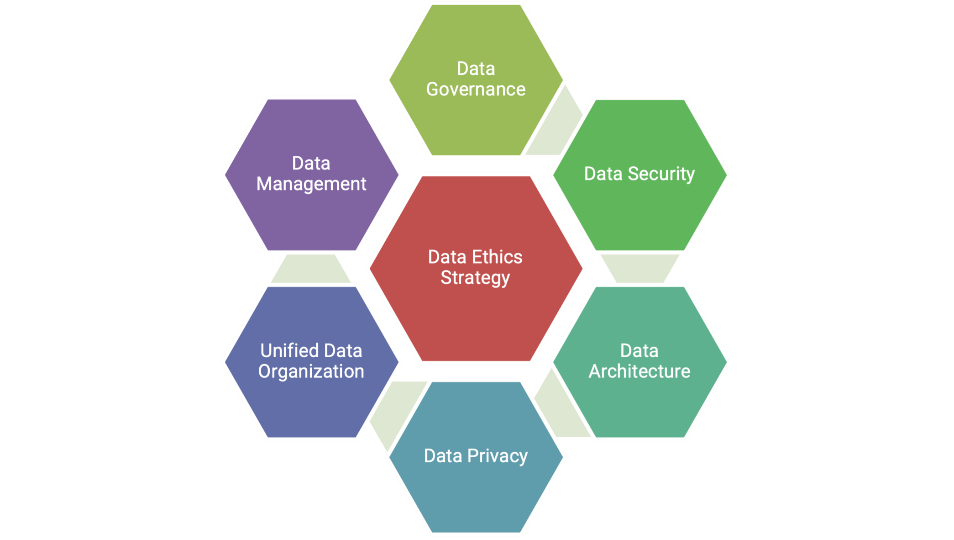 Data
Governance
Data Security
Data
Management
Data Ethics
Strategy
Unified Data
Organization
Data
Architecture
Data Privacy